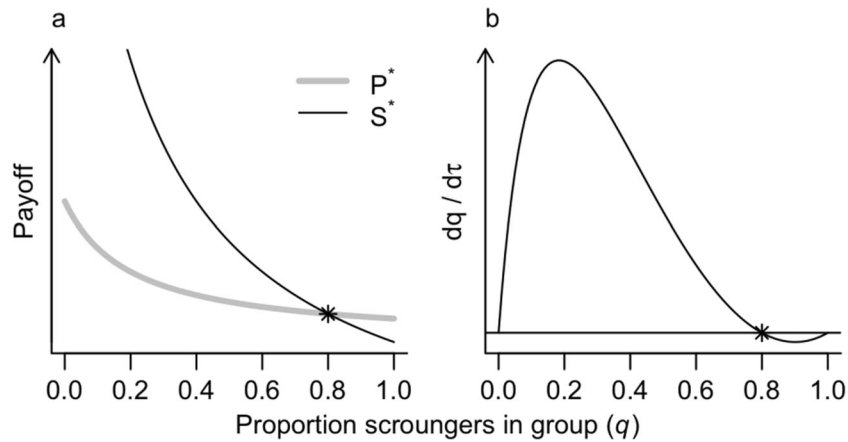 a
P*
S*
Payoff
0.0 0.2 0.4 0.6 0.8 1.0
b
dq / dτ
0.0 0.2 0.4 0.6 0.8 1.0
Proportion scroungers in group (q)